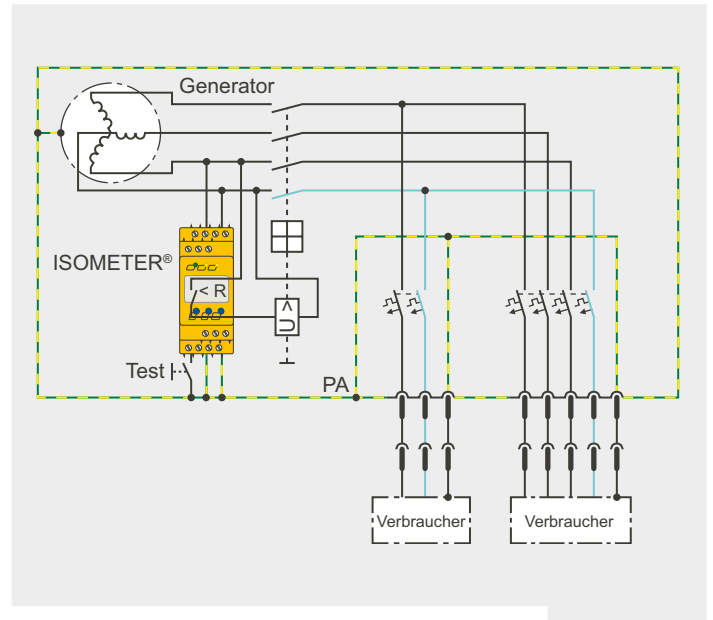 Generator
ISOMETER®
< R
U <
Test
PA
Verbraucher
Verbraucher